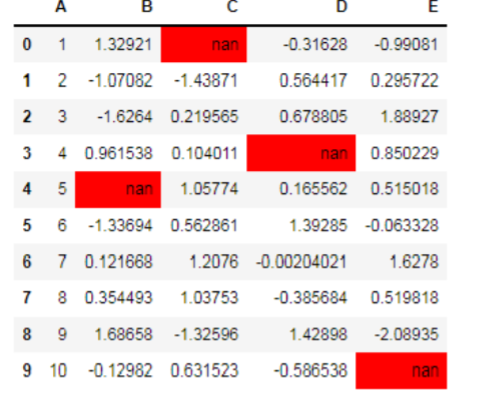 A B C D E
0 1 1.32921 nan -0.31628 -0.99081
1 2 -1.07082 -1.43871 0.564417 0.295722
2 3 -1.6264 0.219565 0.678805 1.88927
3 4 0.961538 0.104011 nan 0.850229
4 5 nan 1.05774 0.165562 0.515018
5 6 -1.33694 0.562861 1.39285 -0.063328
6 7 0.121668 1.2076 -0.00204021 1.6278
7 8 0.354493 1.03753 -0.385684 0.519818
8 9 1.68658 -1.32596 1.42898 -2.08935
9 10 -0.12982 0.631523 -0.586538 nan